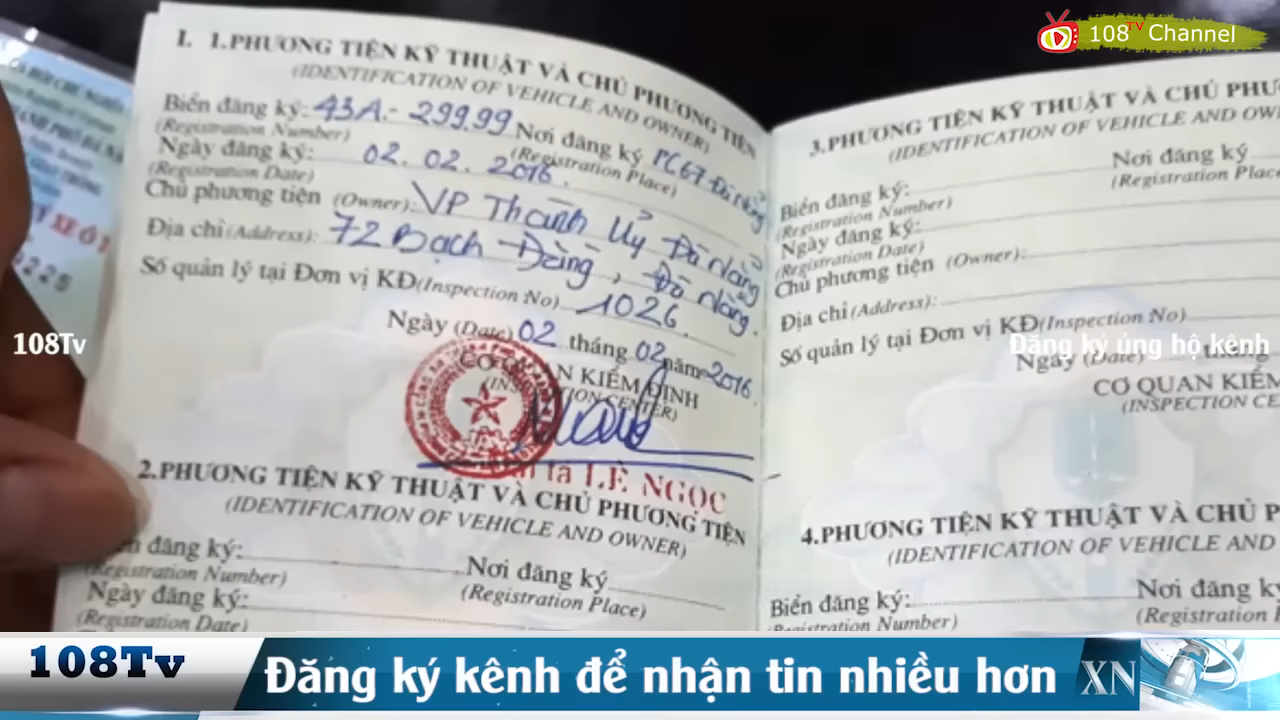 108 TV Channel
I. 1.PHƯƠNG TIỆN KỸ THUẬT VÀ CHỦ PHƯƠNG TIỆN
(IDENTIFICATION OF VEHICLE AND OWNER)
Biển đăng ký: 43A - 299.99 Nơi đăng ký PC67 Đà Nẵng
(Registration Number) (Registration Place)
Ngày đăng ký: 02. 02. 2016.
(Registration Date)
Chủ phương tiện (Owner): VP Thành Ủy Đà Nẵng
Địa chỉ (Address): 72 Bạch Đằng, Đà Nẵng.
Số quản lý tại Đơn vị KĐ (Inspection No) 1026.
Ngày (Date) 02 tháng 02 năm 2016.
CƠ QUAN KIỂM ĐỊNH
(INSPECTION CENTER)
LÊ NGỌC
2.PHƯƠNG TIỆN KỸ THUẬT VÀ CHỦ PHƯƠNG TIỆN
(IDENTIFICATION OF VEHICLE AND OWNER)
đăng ký: Nơi đăng ký
(Registration Number) (Registration Place)
Ngày đăng ký:
(Registration Date)
3.PHƯƠNG TIỆN KỸ THUẬT VÀ CHỦ
(IDENTIFICATION OF VEHICLE AND
Nơi đăng ký
Biển đăng ký: (Registration
(Registration Number)
Ngày đăng ký:
(Registration Date)
Chủ phương tiện (Owner):
Địa chỉ (Address):
Số quản lý tại Đơn vị KĐ(Inspection No)
Ngày (Date) tháng
CƠ QUAN KIỂM
(INSPECTION
4.PHƯƠNG TIỆN KỸ THUẬT VÀ CHỦ
(IDENTIFICATION OF VEHICLE AND
Biển đăng ký: Nơi đăng ký
(Registration Number) (Registration
108Tv
Đăng ký ủng hộ kênh
108Tv
Đăng ký kênh để nhận tin nhiều hơn
XN